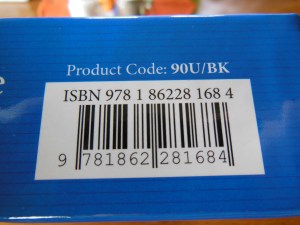 Product Code: 90U/BK
e
ISBN 978 1 86228 168 4
9 781862 281684